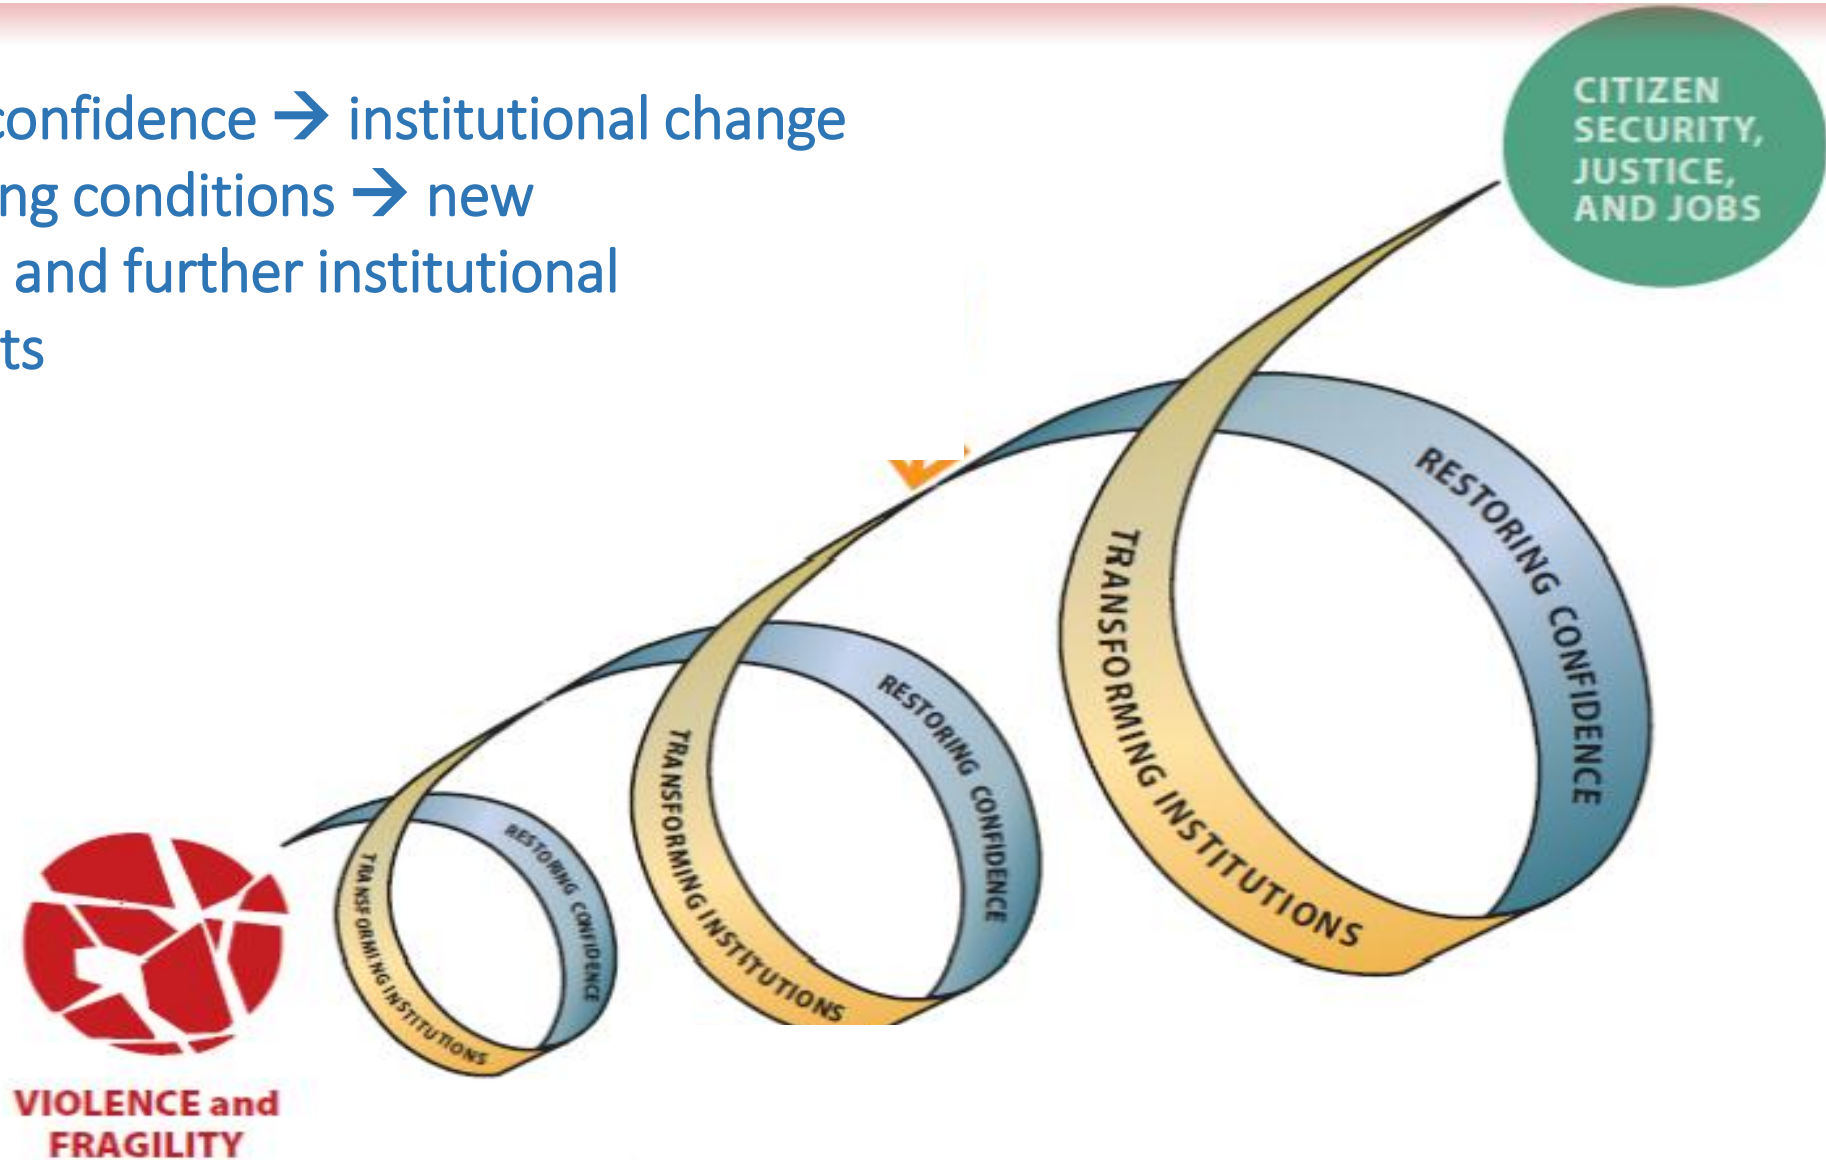 confidence → institutional change
ng conditions → new
and further institutional
ts
CITIZEN
SECURITY,
JUSTICE,
AND JOBS
RESTORING CONFIDENCE
TRANSFORMING INSTITUTIONS
RESTORING CONFIDENCE
TRANSFORMING INSTITUTIONS
RESTORING CONFIDENCE
TRANSFORMING INSTITUTIONS
VIOLENCE and
FRAGILITY